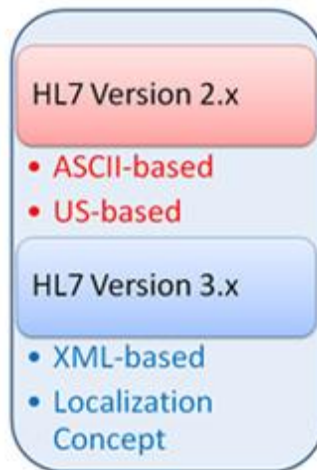 HL7 Version 2.x
• ASCII-based
• US-based
HL7 Version 3.x
• XML-based
• Localization
Concept